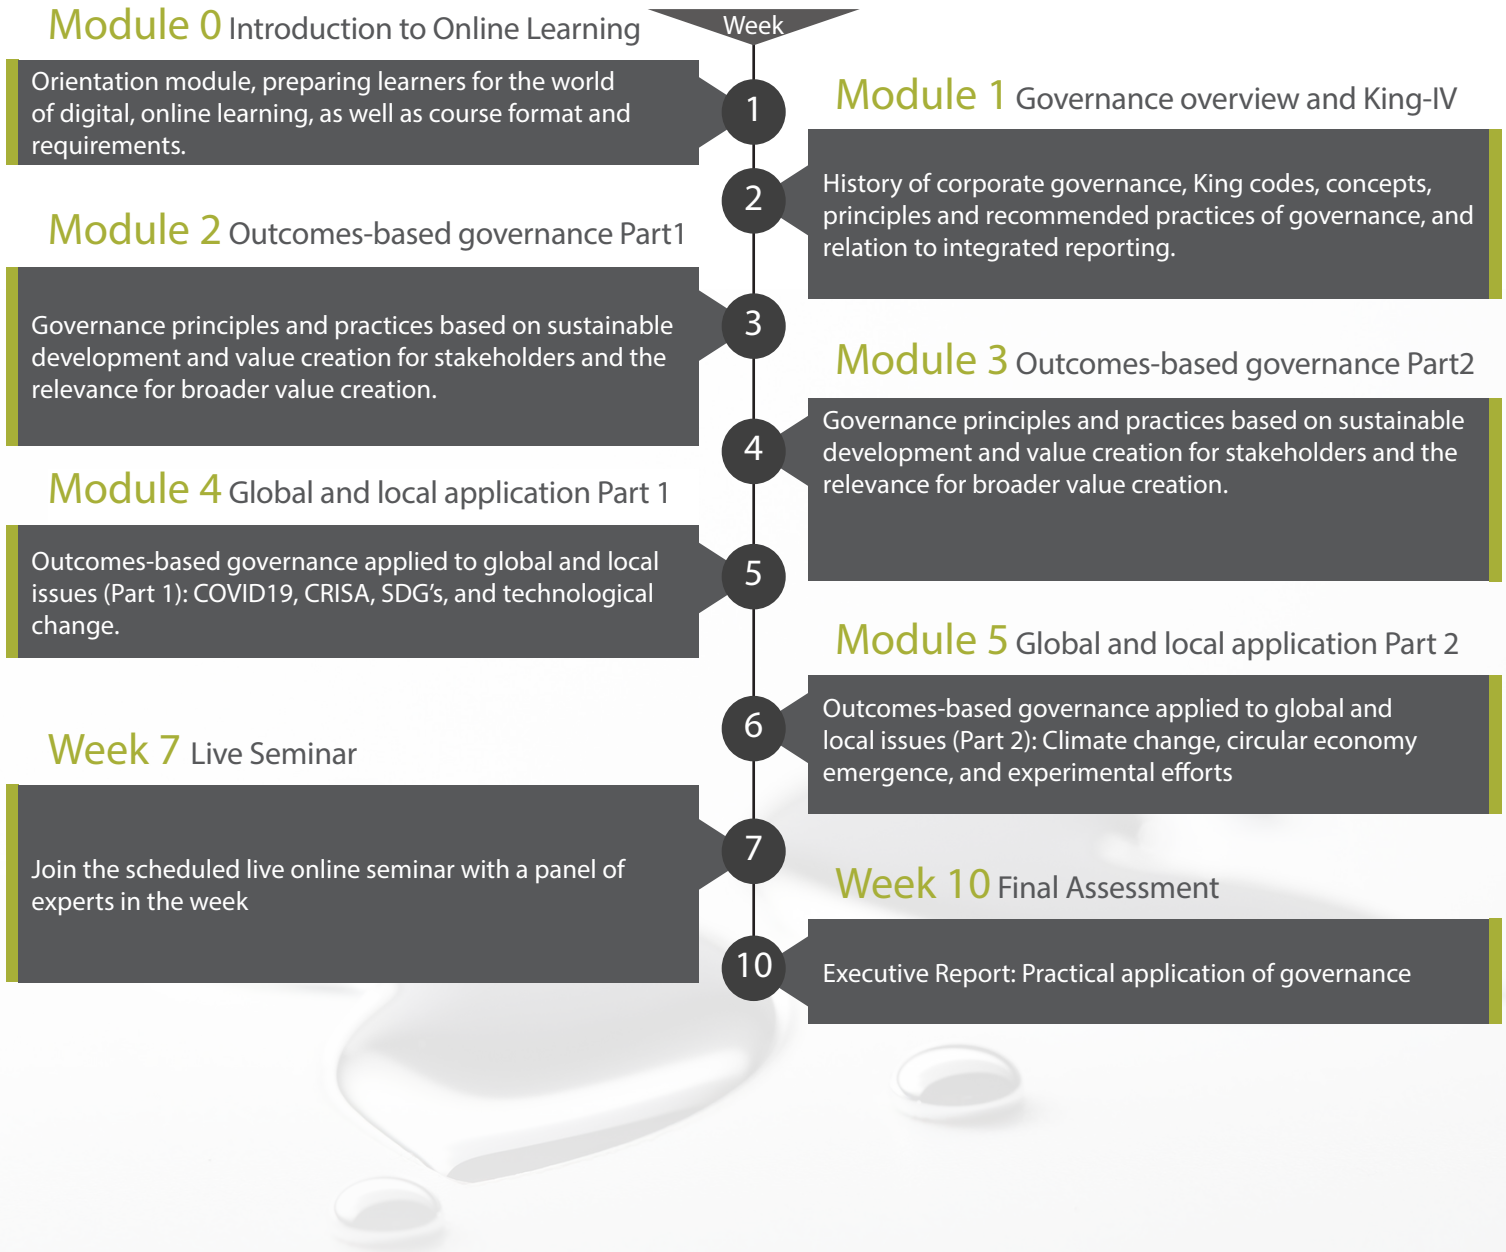 Week
Module 0 Introduction to Online Learning
1
Orientation module, preparing learners for the world
of digital, online learning, as well as course format and
requirements.
Module 1 Governance overview and King-IV
2
History of corporate governance, King codes, concepts,
principles and recommended practices of governance, and
relation to integrated reporting.
Module 2 Outcomes-based governance Part1
3
Governance principles and practices based on sustainable
development and value creation for stakeholders and the
relevance for broader value creation.
Module 3 Outcomes-based governance Part2
4
Governance principles and practices based on sustainable
development and value creation for stakeholders and the
relevance for broader value creation.
Module 4 Global and local application Part 1
5
Outcomes-based governance applied to global and local
issues (Part 1): COVID19, CRISA, SDG’s, and technological
change.
Module 5 Global and local application Part 2
6
Outcomes-based governance applied to global and
local issues (Part 2): Climate change, circular economy
emergence, and experimental efforts
Week 7 Live Seminar
7
Join the scheduled live online seminar with a panel of
experts in the week
Week 10 Final Assessment
10
Executive Report: Practical application of governance